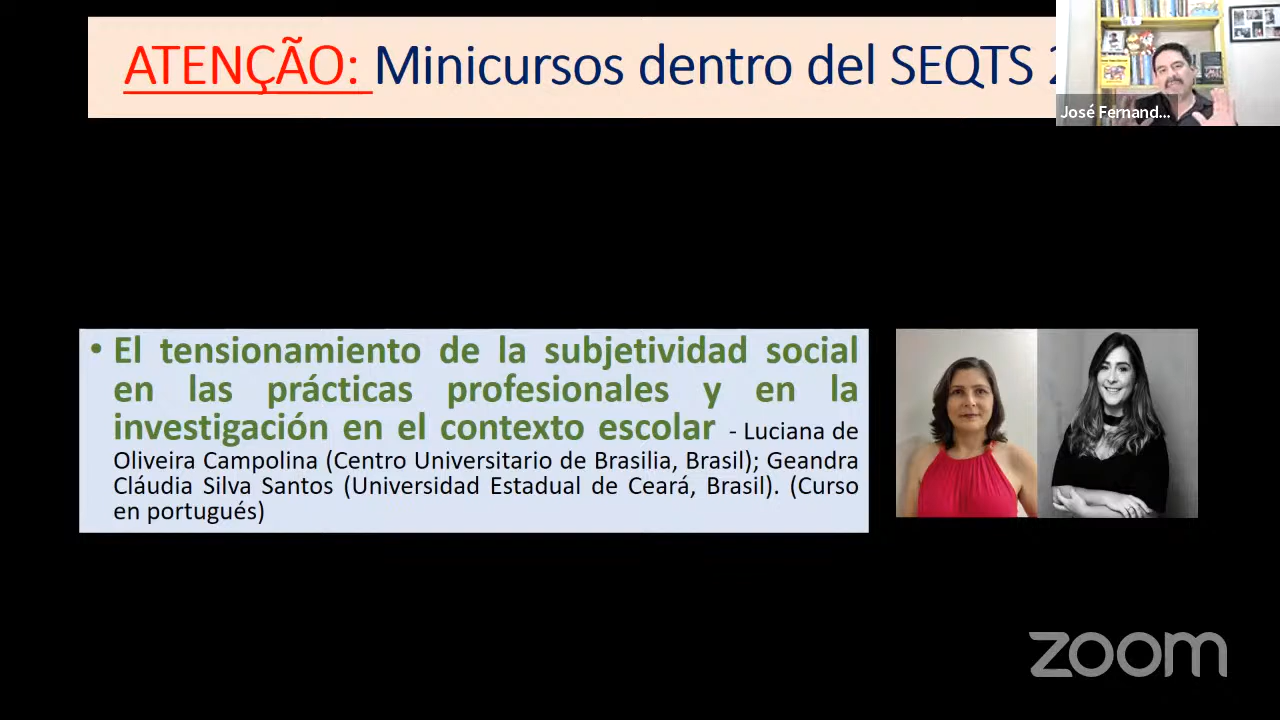 ATENÇÃO: Minicursos dentro del SEQTS
José Fernand...
• El tensionamiento de la subjetividad social
en las prácticas profesionales y en la
investigación en el contexto escolar - Luciana de
Oliveira Campolina (Centro Universitario de Brasilia, Brasil); Geandra
Cláudia Silva Santos (Universidad Estadual de Ceará, Brasil). (Curso
en portugués)
zoom